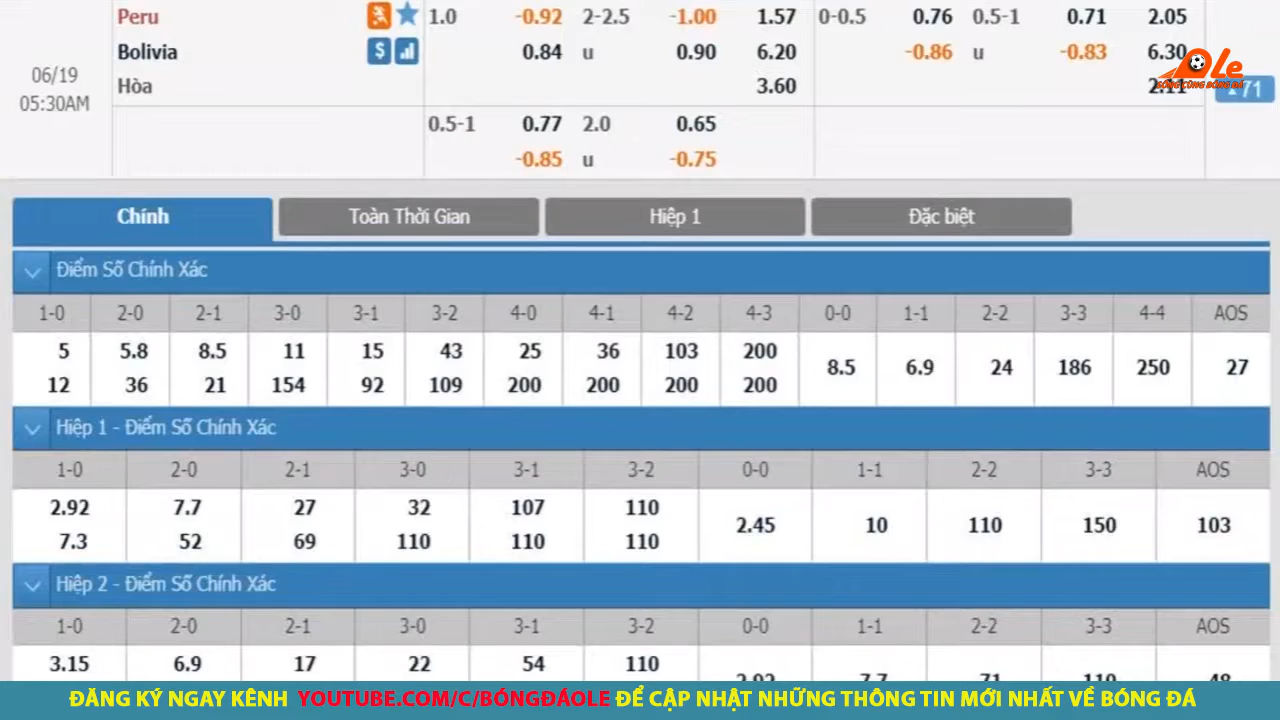 Peru 1.0 -0.92 2-2.5 -1.00 1.57 0-0.5 0.76 0.5-1 0.71 2.05
Bolivia $ 0.84 u 0.90 6.20 -0.86 u -0.83 6.30
06/19
05:30AM
Hòa 3.60 2.11
Ole
SỐNG CÙNG BÓNG ĐÁ
71
0.5-1 0.77 2.0 0.65
-0.85 u -0.75
Chính Toàn Thời Gian Hiệp 1 Đặc biệt
Điểm Số Chính Xác
1-0 2-0 2-1 3-0 3-1 3-2 4-0 4-1 4-2 4-3 0-0 1-1 2-2 3-3 4-4 AOS
5 5.8 8.5 11 15 43 25 36 103 200
8.5 6.9 24 186 250 27
12 36 21 154 92 109 200 200 200 200
Hiệp 1 - Điểm Số Chính Xác
1-0 2-0 2-1 3-0 3-1 3-2 0-0 1-1 2-2 3-3 AOS
2.92 7.7 27 32 107 110
2.45 10 110 150 103
7.3 52 69 110 110 110
Hiệp 2 - Điểm Số Chính Xác
1-0 2-0 2-1 3-0 3-1 3-2 0-0 1-1 2-2 3-3 AOS
3.15 6.9 17 22 54 110
ĐĂNG KÝ NGAY KÊNH YOUTUBE.COM/C/BÓNGĐÁOLE ĐỂ CẬP NHẬT NHỮNG THÔNG TIN MỚI NHẤT VỀ BÓNG ĐÁ